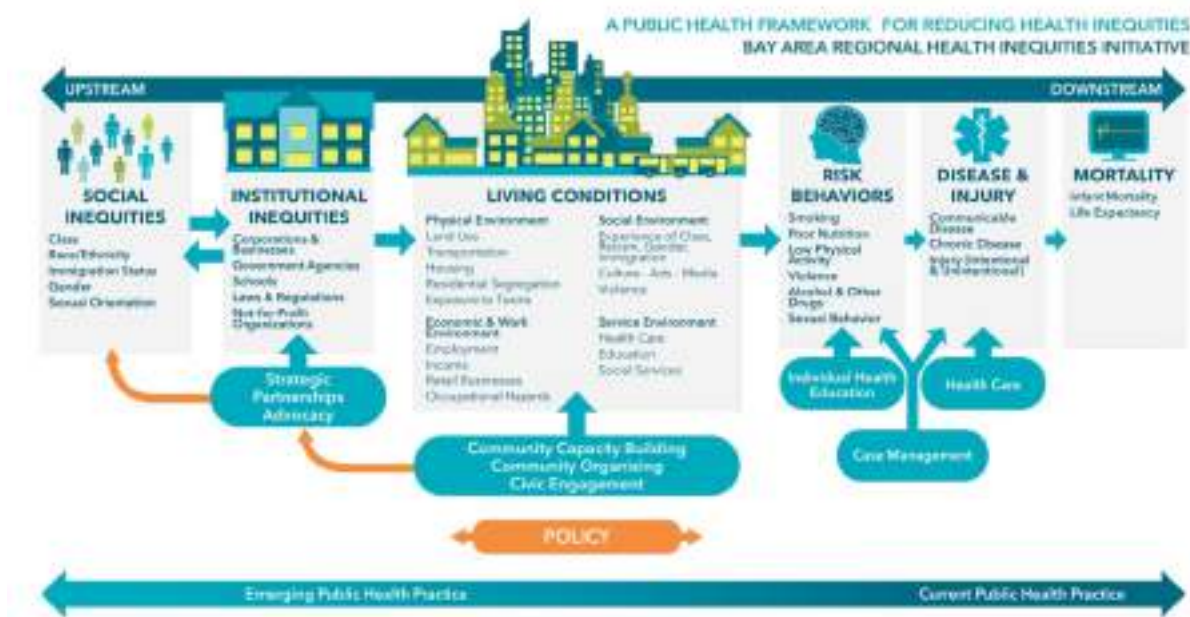 A PUBLIC HEALTH FRAMEWORK FOR REDUCING HEALTH INEQUITIES
BAY AREA REGIONAL HEALTH INEQUITIES INITIATIVE
UPSTREAM
DOWNSTREAM
SOCIAL
INEQUITIES
Class
Race/Ethnicity
Immigration Status
Gender
Sexual Orientation
INSTITUTIONAL
INEQUITIES
Corporations &
Businesses
Government Agencies
Schools
Laws & Regulations
Not-for-Profit
Organizations
LIVING CONDITIONS
Physical Environment
Land Use
Transportation
Housing
Residential Segregation
Exposure to Toxins
Economic & Work
Environment
Employment
Income
Retail Businesses
Occupational Hazards
Social Environment
Experience of Class,
Racism, Gender,
Immigration
Culture - Arts - Media
Violence
Service Environment
Health Care
Education
Social Services
RISK
BEHAVIORS
Smoking
Poor Nutrition
Low Physical
Activity
Violence
Alcohol & Other
Drugs
Sexual Behavior
DISEASE &
INJURY
Communicable
Disease
Chronic Disease
Injury (Intentional
& Unintentional)
MORTALITY
Infant Mortality
Life Expectancy
Strategic
Partnerships
Advocacy
Community Capacity Building
Community Organising
Civic Engagement
Individual Health
Education
Health Care
Case Management
POLICY
Emerging Public Health Practice
Current Public Health Practice